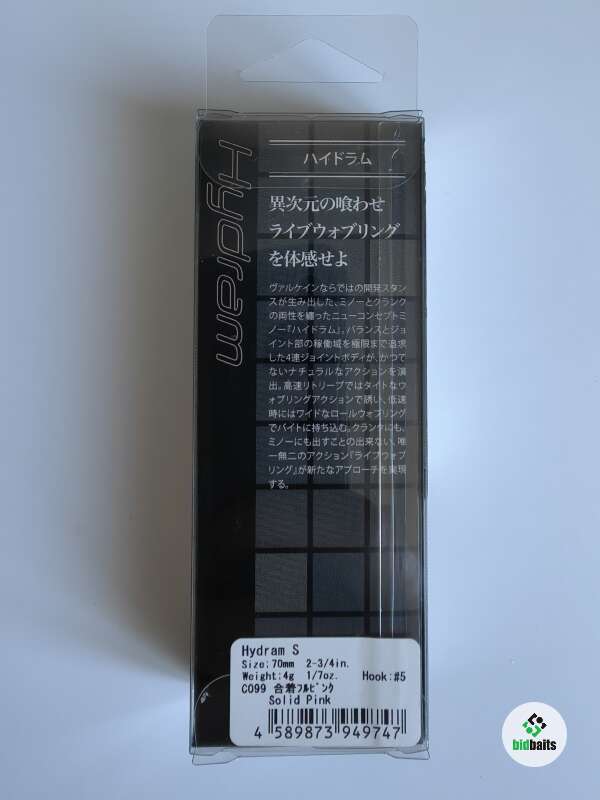 Hydram
ハイドラム
異次元の喰わせ
ライブウォブリング
を体感せよ
ヴァルケインならではの開発スタン
スが生み出した、ミノーとクランク
の両性を纏ったニューコンセプトミ
ノー『ハイドラム』。バランスとジョ
イント部の稼働域を極限まで追求
した4連ジョイントボディが、かつて
ないナチュラルなアクションを演
出。高速リトリーブではタイトなウ
ォブリングアクションで誘い、低速
時にはワイドなロールウォブリング
でバイトに持ち込む。クランクにも、
ミノーにも出すことの出来ない、唯
一無二のアクション『ライブウォブ
リング』が新たなアプローチを実現
する。
Hydram S
Size:70mm 2-3/4in.
Weight:4g 1/7oz. Hook:#5
C099 合着ﾌﾙﾋﾟﾝｸ
Solid Pink
4 589873 949747
bidbaits